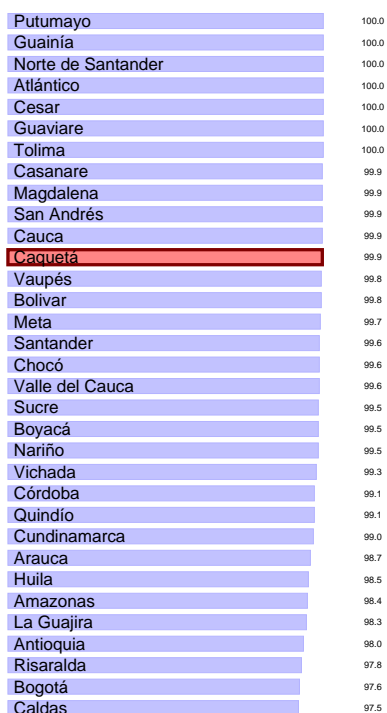 Putumayo 100.0
Guainía 100.0
Norte de Santander 100.0
Atlántico 100.0
Cesar 100.0
Guaviare 100.0
Tolima 100.0
Casanare 99.9
Magdalena 99.9
San Andrés 99.9
Cauca 99.9
Caquetá 99.9
Vaupés 99.8
Bolivar 99.8
Meta 99.7
Santander 99.6
Chocó 99.6
Valle del Cauca 99.6
Sucre 99.5
Boyacá 99.5
Nariño 99.5
Vichada 99.3
Córdoba 99.1
Quindío 99.1
Cundinamarca 99.0
Arauca 98.7
Huila 98.5
Amazonas 98.4
La Guajira 98.3
Antioquia 98.0
Risaralda 97.8
Bogotá 97.6
Caldas 97.5